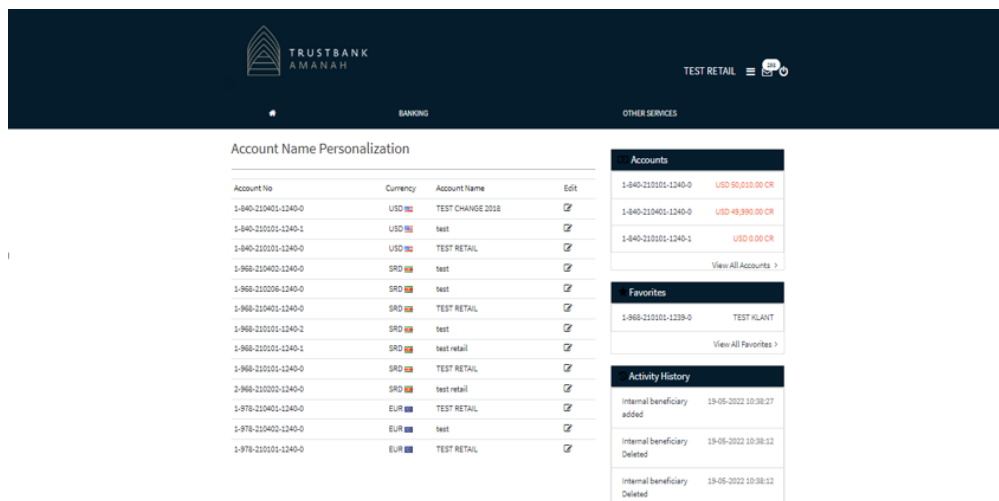 TRUSTBANK
AMANAH
TEST RETAIL
BANKING
OTHER SERVICES
Account Name Personalization
Account No Currency Account Name Edit
1-840-210401-1240-0 USD TEST CHANGE 2018
1-840-210101-1240-1 USD test
1-840-210101-1240-0 USD TEST RETAIL
1-968-210402-1240-0 SRD test
1-968-210206-1240-0 SRD test
1-968-210401-1240-0 SRD TEST RETAIL
1-968-210101-1240-2 SRD test
1-968-210101-1240-1 SRD test retail
1-968-210101-1240-0 SRD TEST RETAIL
2-968-210202-1240-0 SRD test retail
1-978-210401-1240-0 EUR TEST RETAIL
1-978-210402-1240-0 EUR test
1-978-210101-1240-0 EUR TEST RETAIL
Accounts
1-840-210101-1240-0 USD 50,010.00 CR
1-840-210401-1240-0 USD 49,990.00 CR
1-840-210101-1240-1 USD 0.00 CR
View All Accounts >
Favorites
1-968-210101-1239-0 TEST KLANT
View All Favorites >
Activity History
Internal beneficiary 19-05-2022 10:38:27
added
Internal beneficiary 19-05-2022 10:38:12
Deleted
Internal beneficiary 19-05-2022 10:38:12
Deleted